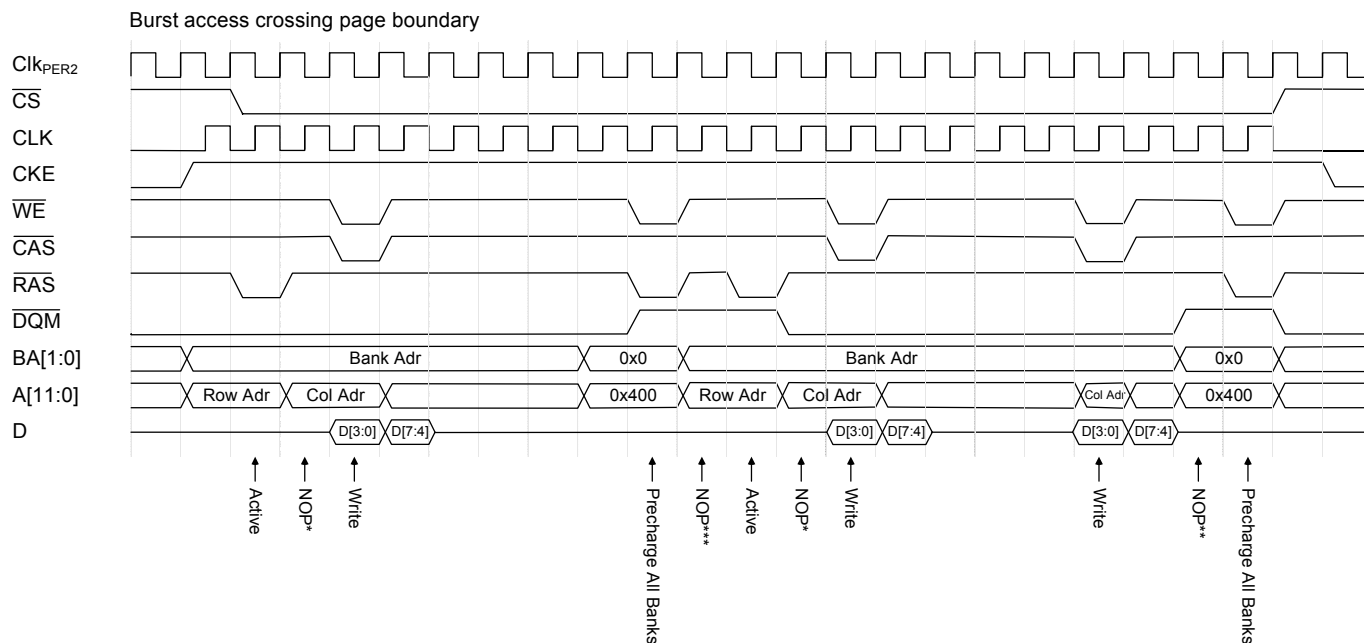 Burst access crossing page boundary
ClkPER2
CS
CLK
CKE
WE
CAS
RAS
DQM
BA[1:0] Bank Adr 0x0 Bank Adr 0x0
A[11:0] Row Adr Col Adr 0x400 Row Adr Col Adr Col Adr 0x400
D D[3:0] D[7:4] D[3:0] D[7:4] D[3:0] D[7:4]
Active
NOP*
Write
Precharge All Banks
NOP***
Active
NOP*
Write
Write
NOP**
Precharge All Banks